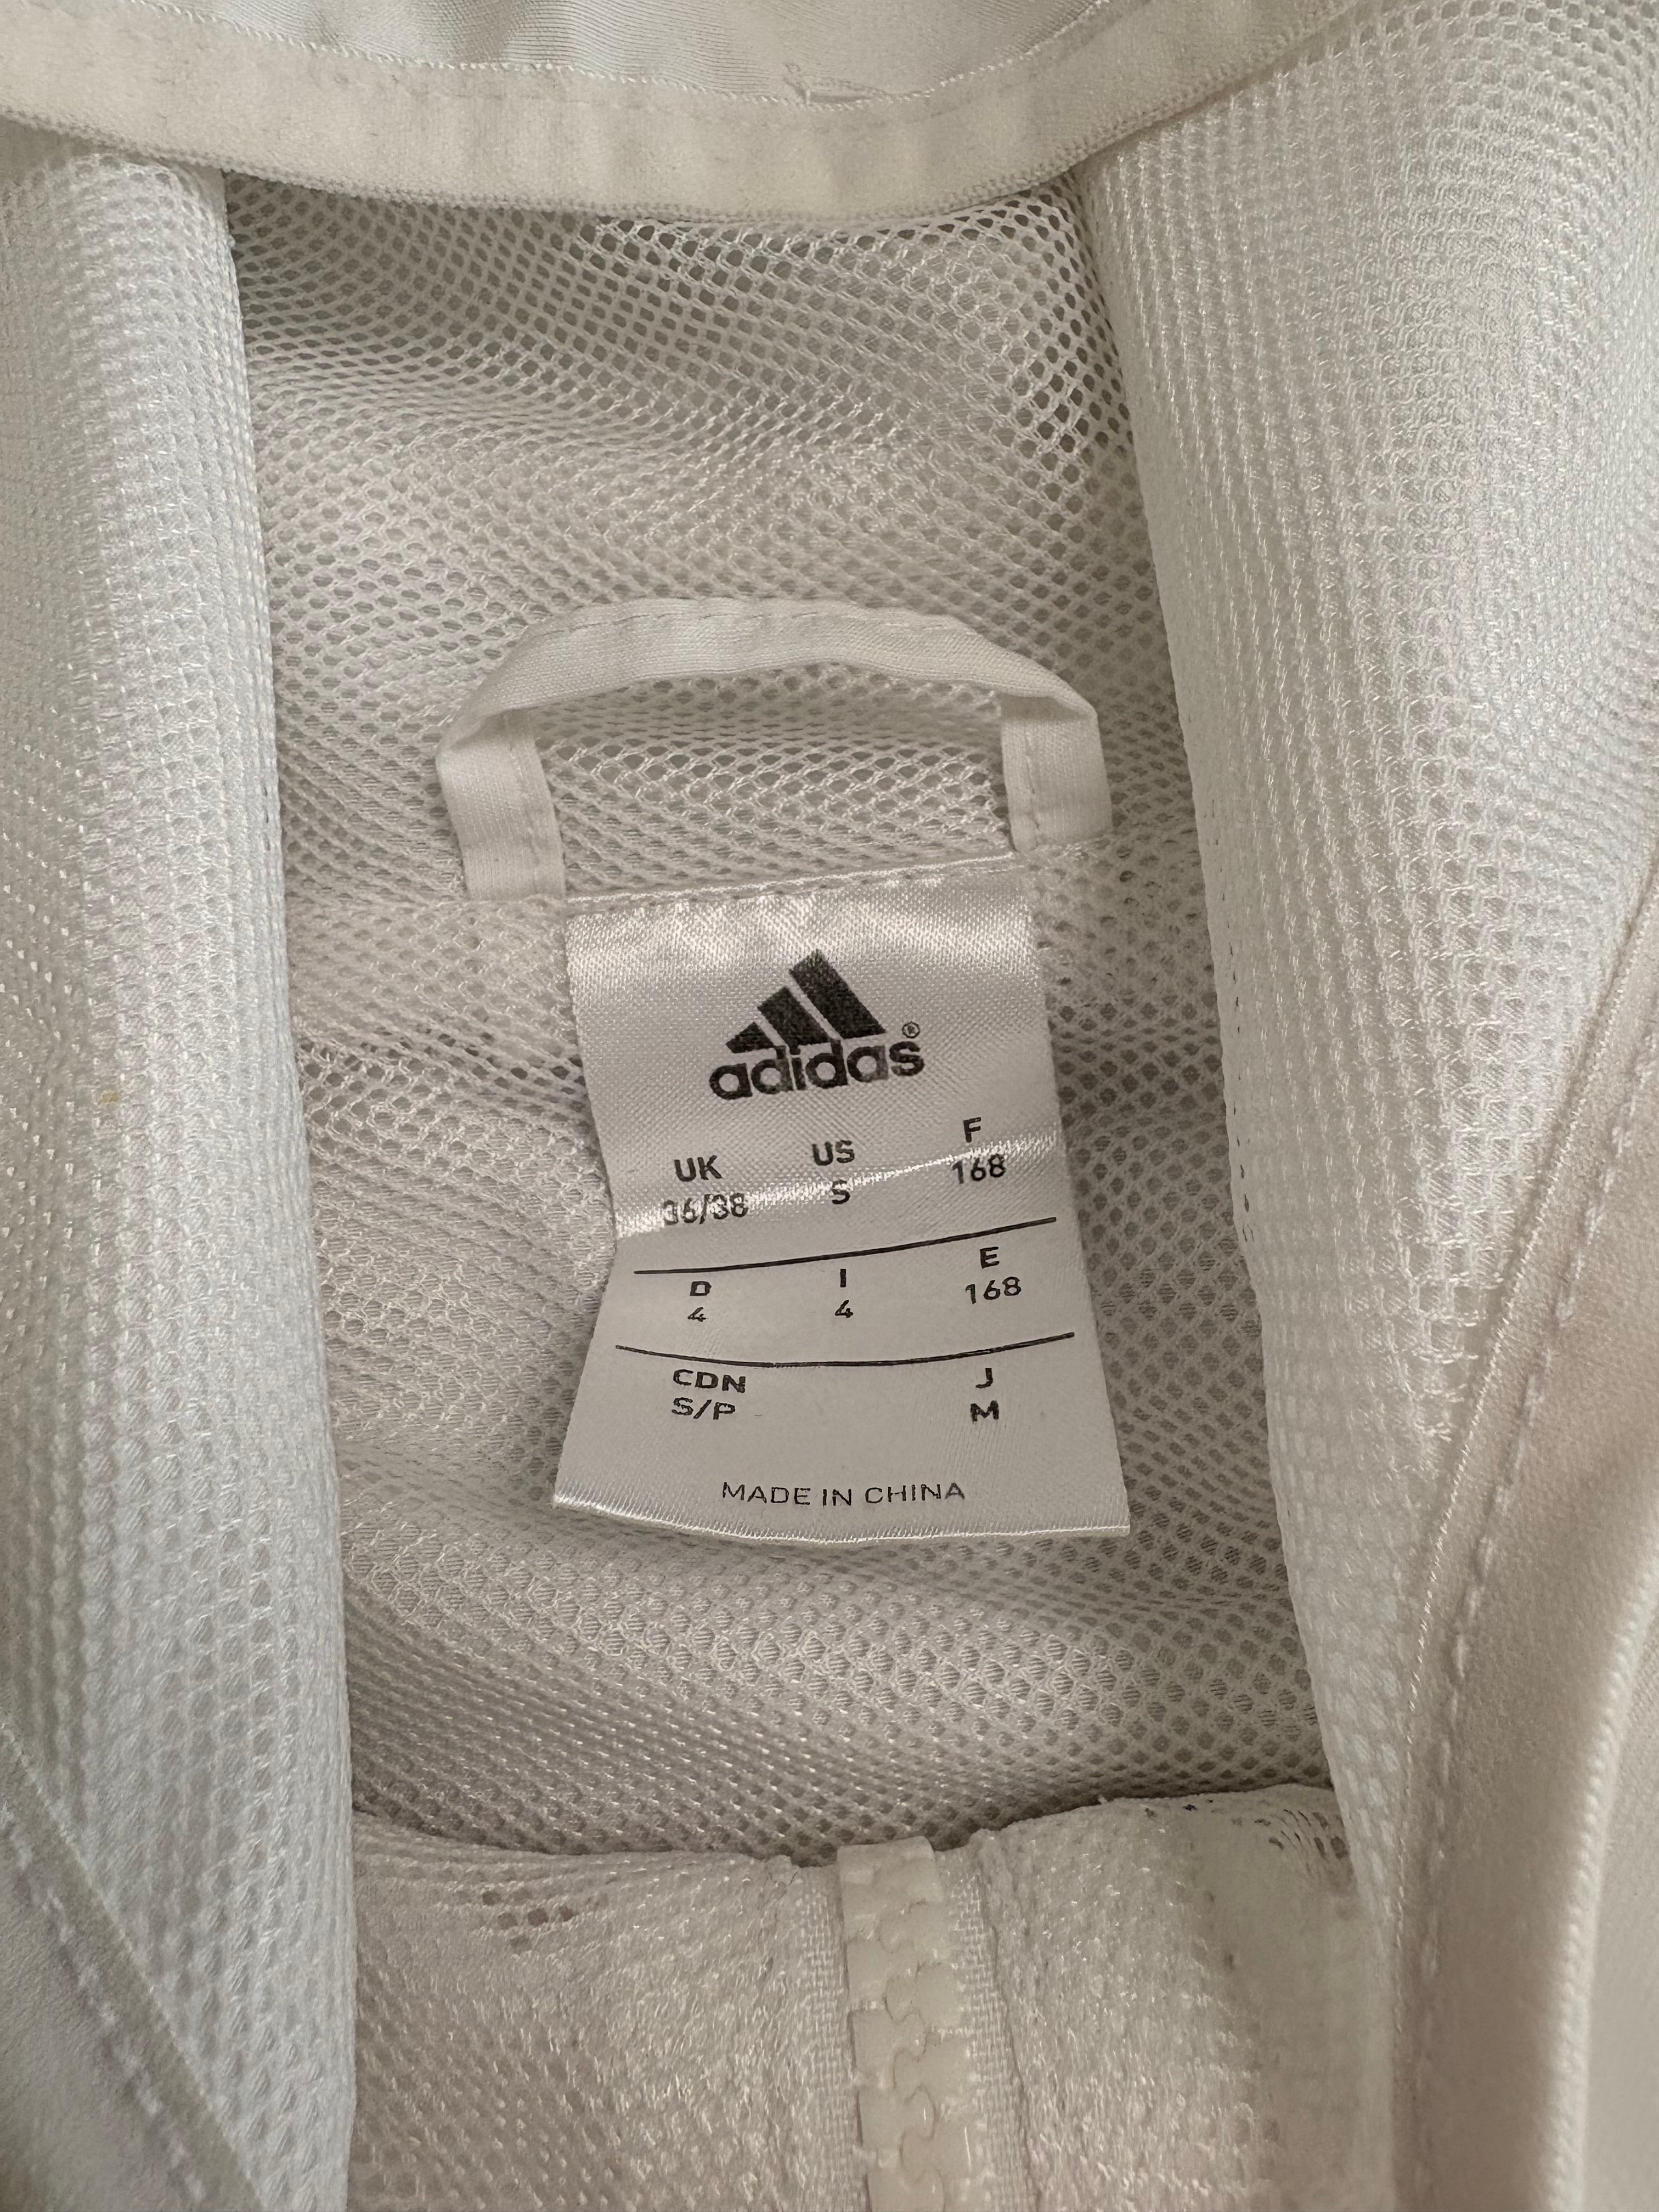 adidas®
UK US F
36/38 S 168
D I E
4 4 168
CDN J
S/P M
MADE IN CHINA